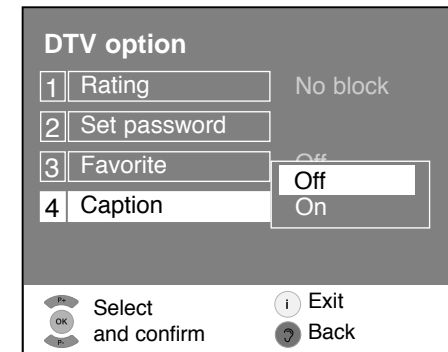 DTV option
1 Rating No block
2 Set password
3 Favorite Off
Off
4 Caption On
P+
OK
P-
Select
and confirm
i Exit
Back